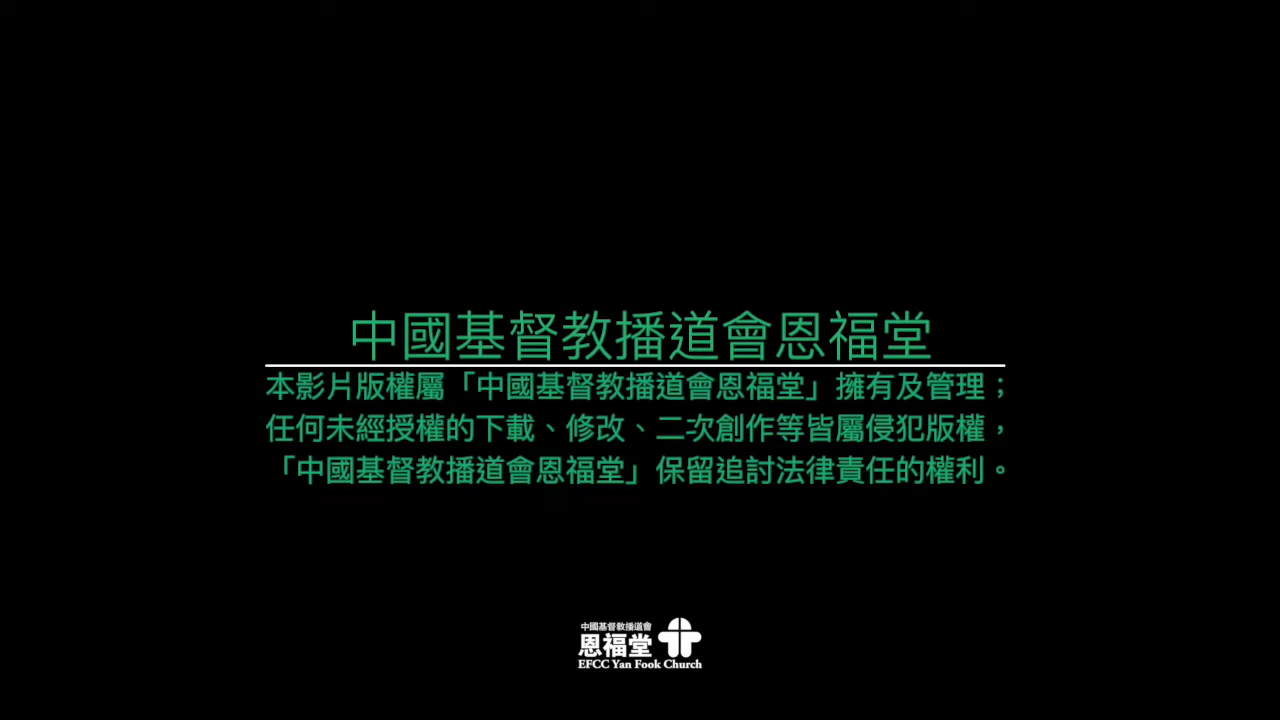 中國基督教播道會恩福堂
本影片版權屬「中國基督教播道會恩福堂」擁有及管理；
任何未經授權的下載、修改、二次創作等皆屬侵犯版權，
「中國基督教播道會恩福堂」保留追討法律責任的權利。
中國基督教播道會
恩福堂
EFCC Yan Fook Church